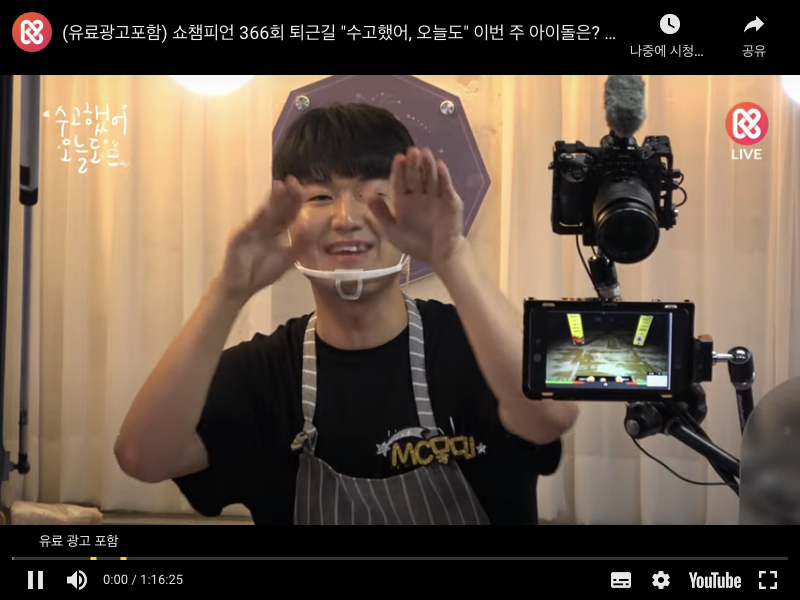 (유료광고포함) 쇼챔피언 366회 퇴근길 "수고했어, 오늘도" 이번 주 아이돌은? ...
나중에 시청...
공유
수고했어
오늘도
LIVE
MC무디
유료 광고 포함
0:00 / 1:16:25
YouTube